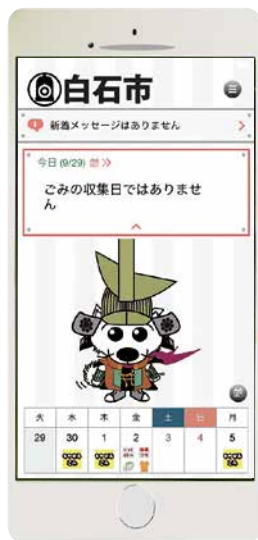 白石市
新着メッセージはありません
今日 (9/29)
ごみの収集日ではありませ
ん
火 水 木 金 土 日 月
29 30 1 2 3 4 5